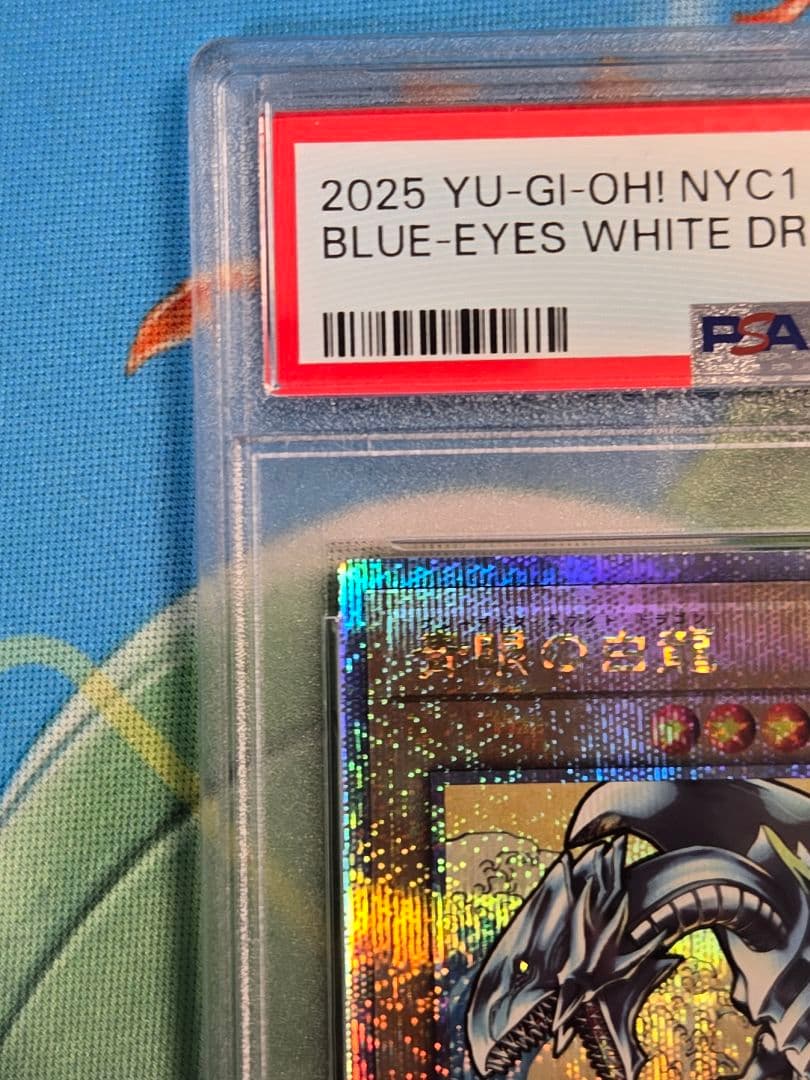 2025 YU-GI-OH! NYC1
BLUE-EYES WHITE DR
PSA
青眼の白龍